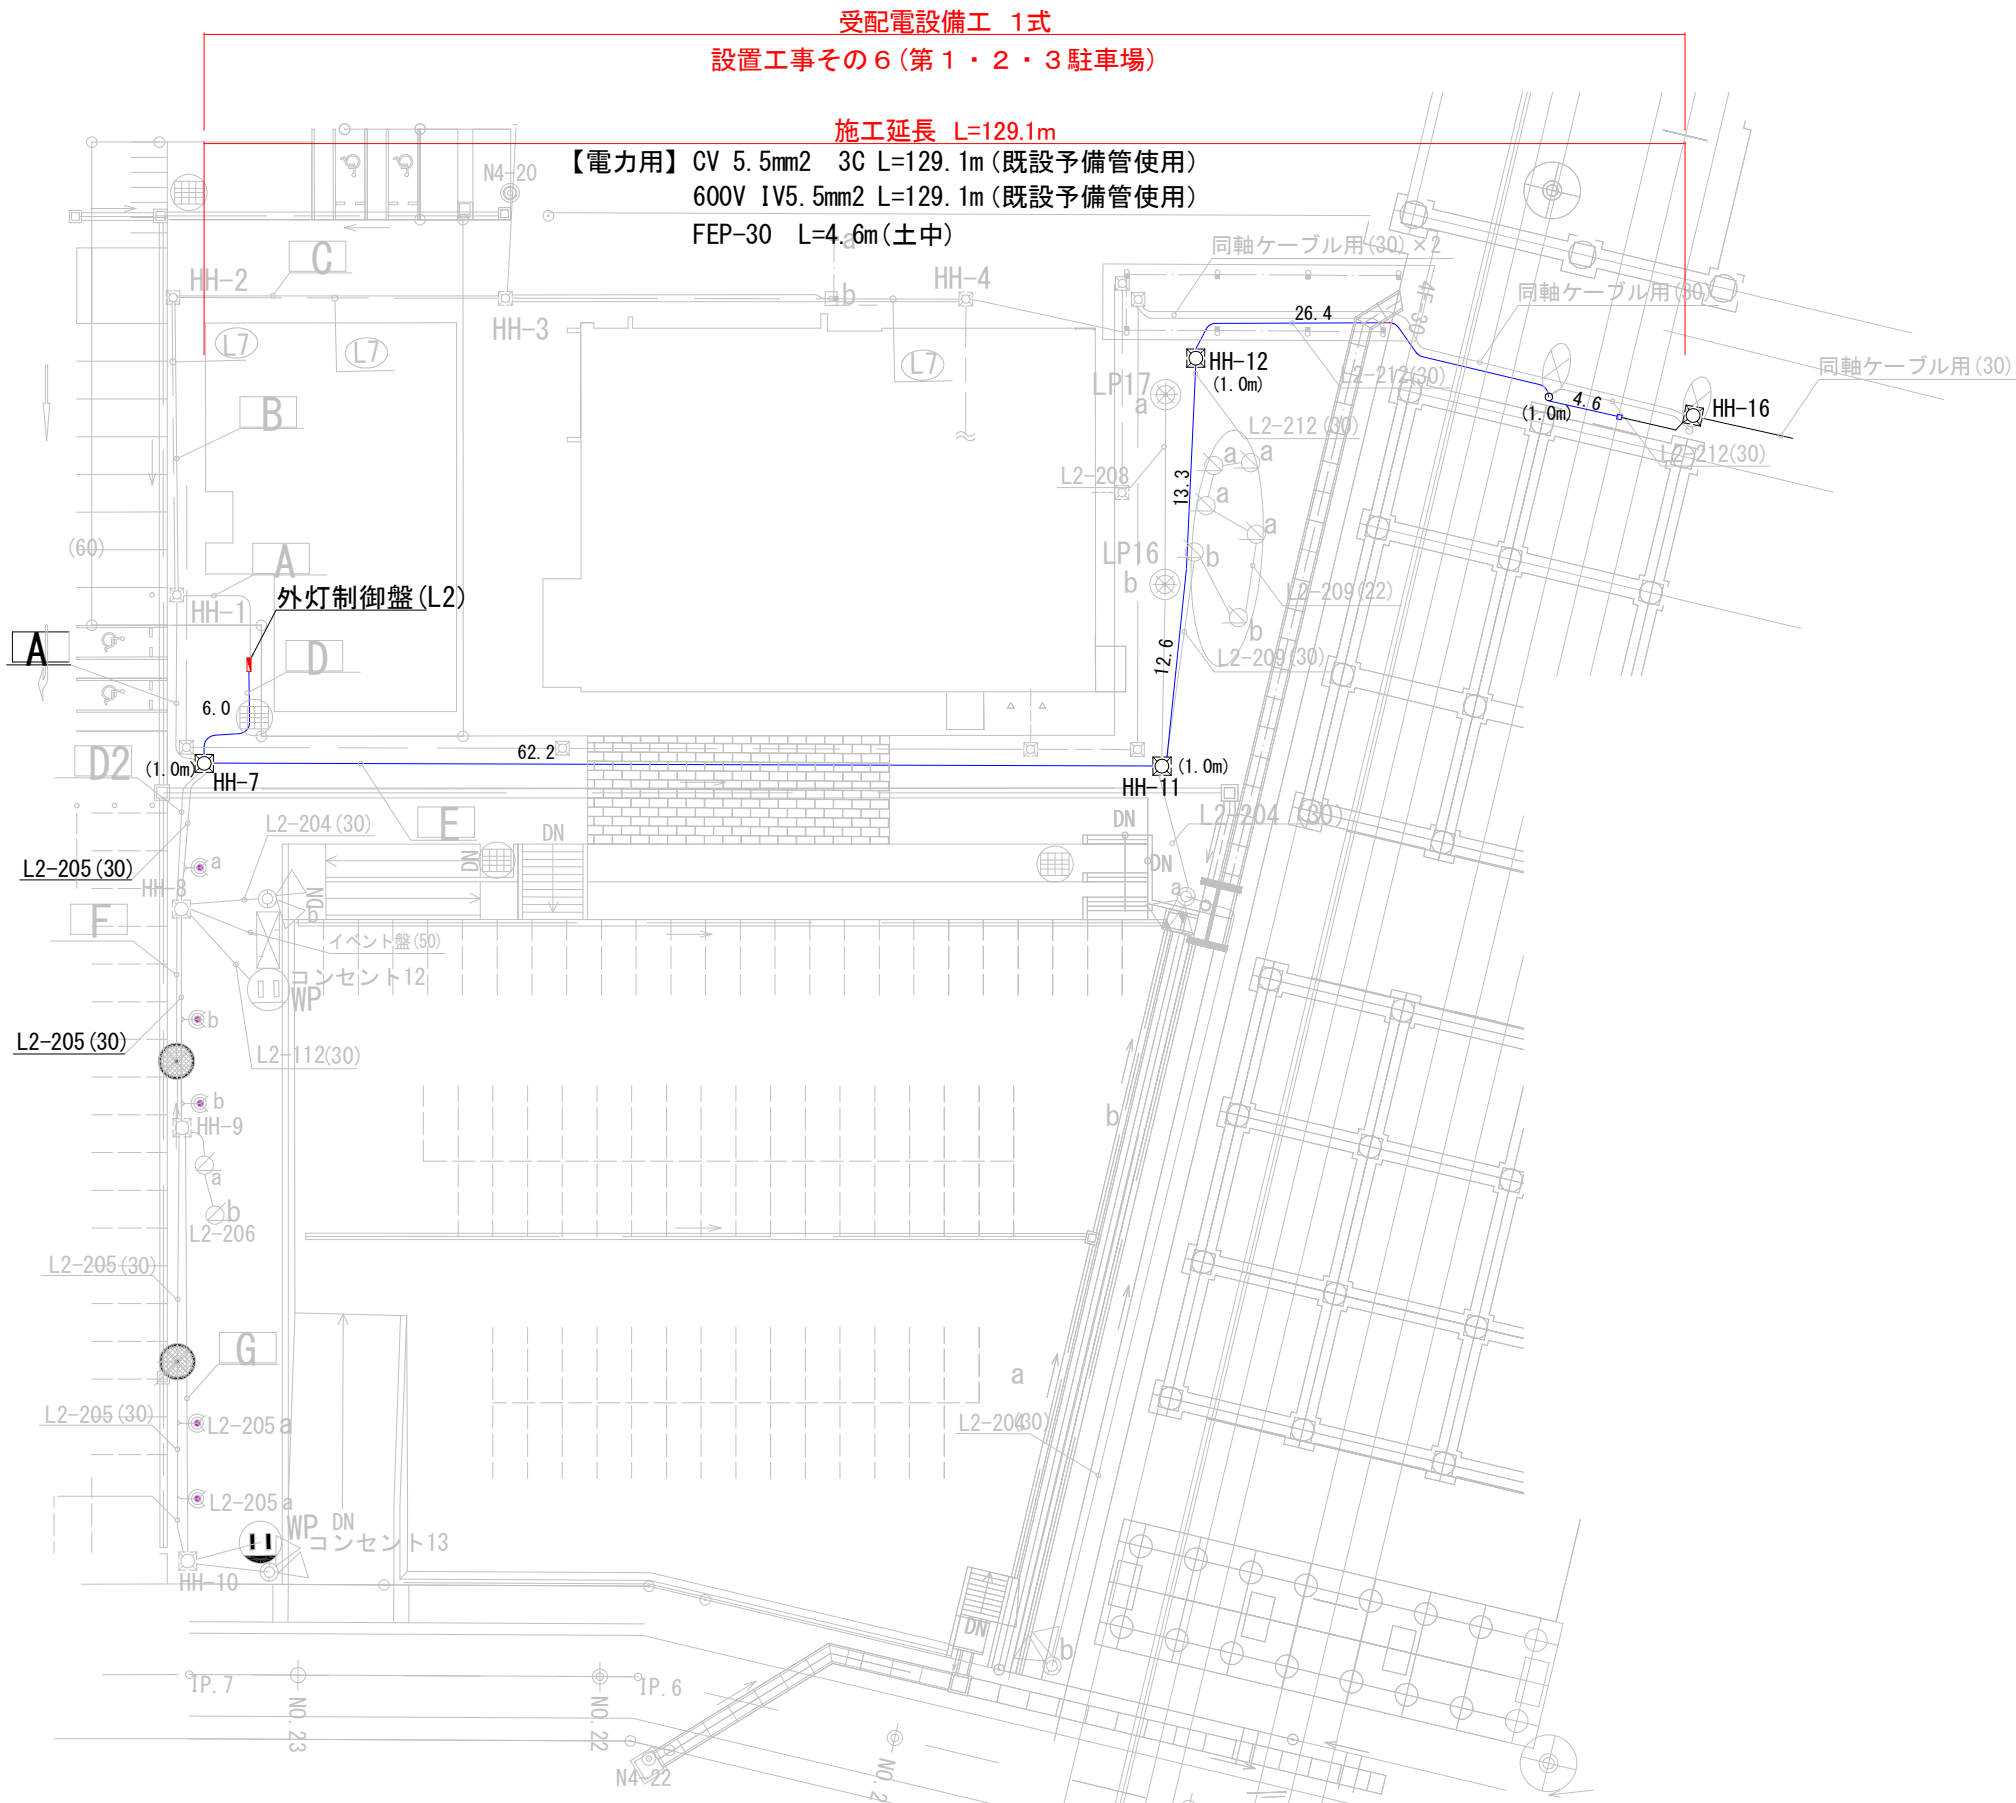 受配電設備工 1式
設置工事その６(第１・２・３駐車場)
施工延長 L=129.1m
【電力用】CV 5.5mm2 3C L=129.1m(既設予備管使用)
600V IV5.5mm2 L=129.1m(既設予備管使用)
FEP-30 L=4.6m(土中)
N4-20
a
同軸ケーブル用(30)×2
C
HH-2
b
HH-4
4F-30
同軸ケーブル用(30)
26.4
HH-3
L7
L7
L7
HH-12
(1.0m)
L2-212(30)
同軸ケーブル用(30)
LP17
a
4.6
(1.0m)
HH-16
B
L2-212(30)
L2-212(30)
a
a
L2-208
13.3
a
a
(60)
A
LP16
b
b
HH-1
外灯制御盤(L2)
L2-209(22)
b
A
D
12.6
L2-209(30)
6.0
62.2
D2
(1.0m)
HH-7
(1.0m)
HH-11
E
L2-204(30)
DN
DN
L2-204(30)
L2-205(30)
a
DN
DN
HH-8
DN
b
a
F
イベント盤(50)
コンセント12
WP
b
L2-205(30)
L2-112(30)
b
HH-9
b
a
b
L2-206
L2-205(30)
G
a
L2-205(30)
L2-205 a
L2-204(30)
L2-205 a
WP
DN
コンセント13
HH-10
DN
b
IP.7
IP.6
NO.23
NO.22
N4-22
NO.2